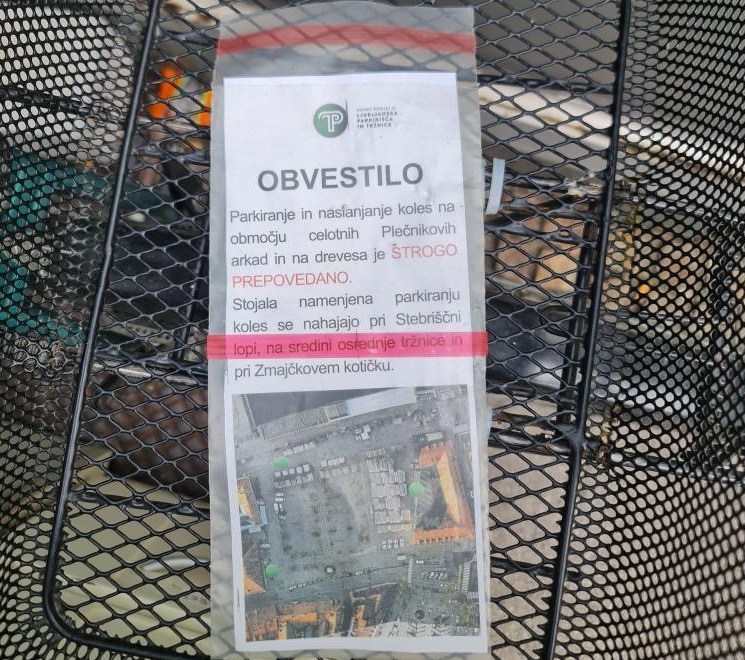 JAVNO PODJETJE
LJUBLJANSKA
PARKIRIŠČA
IN TRŽNICE
OBVESTILO
Parkiranje in naslanjanje koles na
območju celotnih Plečnikovih
arkad in na drevesa je STROGO
PREPOVEDANO.
Stojala namenjena parkiranju
koles se nahajajo pri Stebriščni
lopi, na sredini osrednje tržnice in
pri Zmajčkovem kotičku.